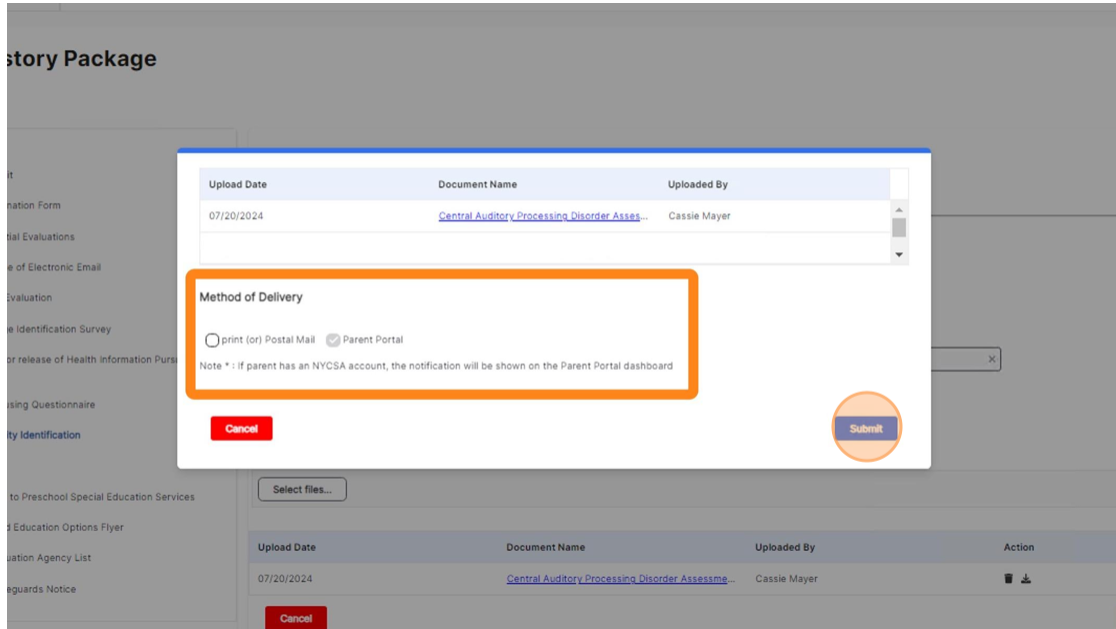 story Package
it
mation Form
tial Evaluations
e of Electronic Email
Evaluation
e Identification Survey
or release of Health Information Pursu
using Questionnaire
ity Identification
to Preschool Special Education Services
d Education Options Flyer
uation Agency List
eguards Notice
Upload Date Document Name Uploaded By
07/20/2024 Central Auditory Processing Disorder Asses... Cassie Mayer
Method of Delivery
print (or) Postal Mail Parent Portal
Note * : If parent has an NYCSA account, the notification will be shown on the Parent Portal dashboard
Cancel Submit
Select files...
Upload Date Document Name Uploaded By Action
07/20/2024 Central Auditory Processing Disorder Assessme... Cassie Mayer
Cancel